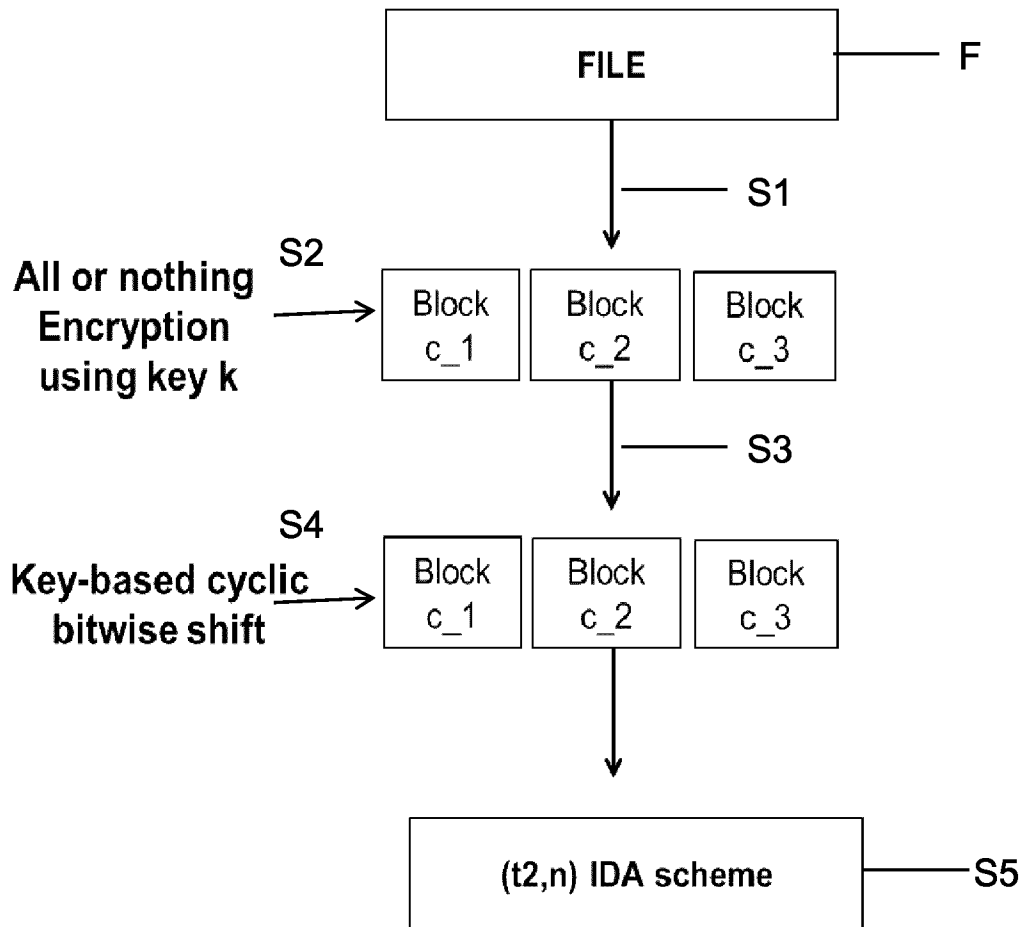 FILE
F
S1
S2
All or nothing
Encryption
using key k
Block
c_1
Block
c_2
Block
c_3
S3
S4
Key-based cyclic
bitwise shift
Block
c_1
Block
c_2
Block
c_3
(t2,n) IDA scheme
S5